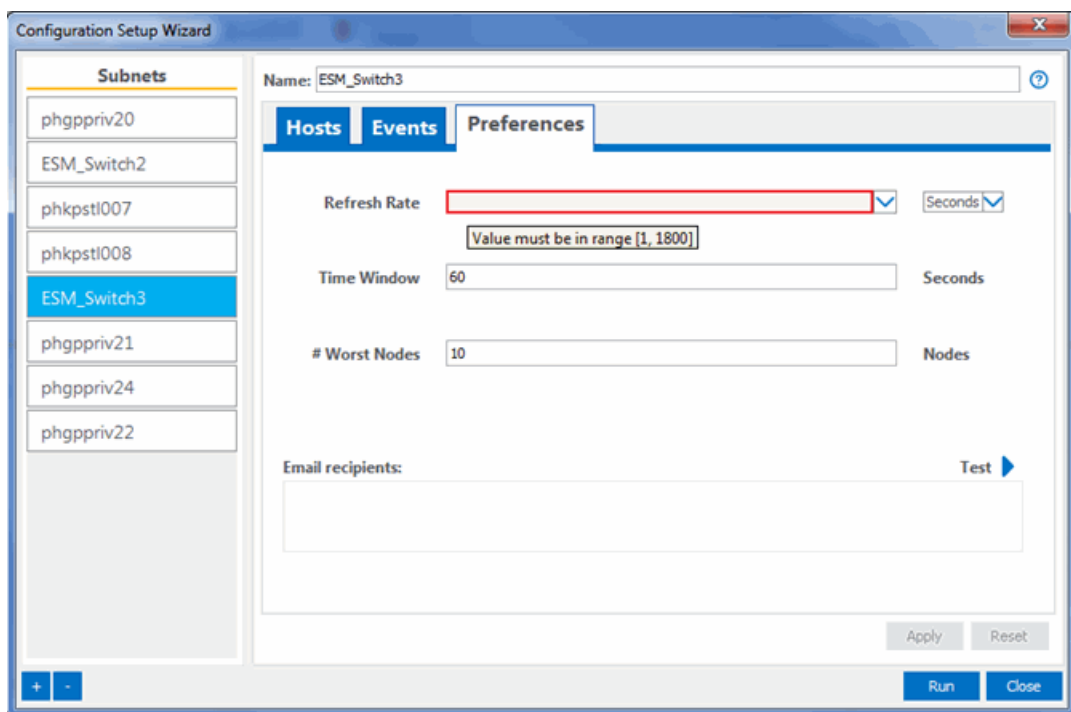 Configuration Setup Wizard
Subnets
phgppriv20
ESM_Switch2
phkpstl007
phkpstl008
ESM_Switch3
phgppriv21
phgppriv24
phgppriv22
+ -
Name: ESM_Switch3
Hosts Events Preferences
Refresh Rate Seconds
Value must be in range [1, 1800]
Time Window 60 Seconds
# Worst Nodes 10 Nodes
Email recipients: Test
Apply Reset
Run Close